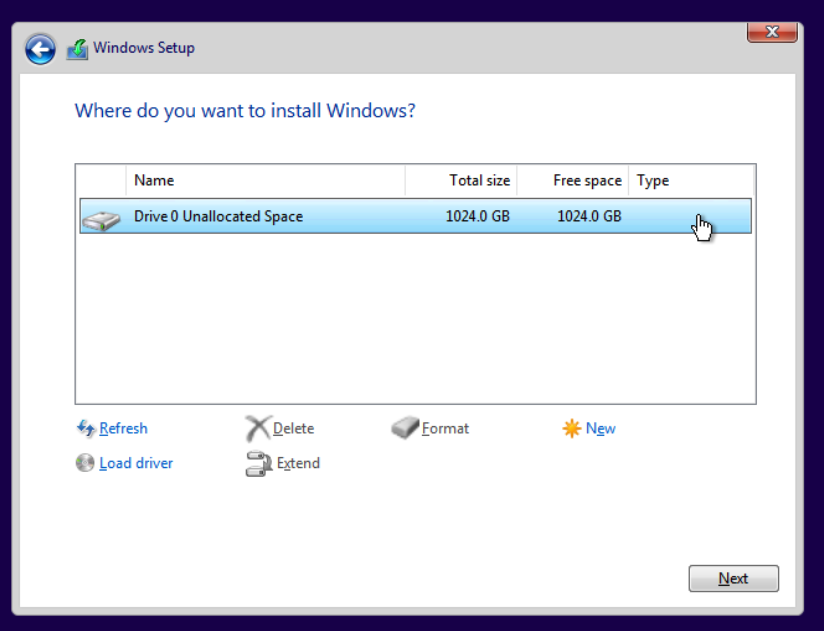 Windows Setup
Where do you want to install Windows?
Name Total size Free space Type
Drive 0 Unallocated Space 1024.0 GB 1024.0 GB
Refresh Delete Format New
Load driver Extend
Next